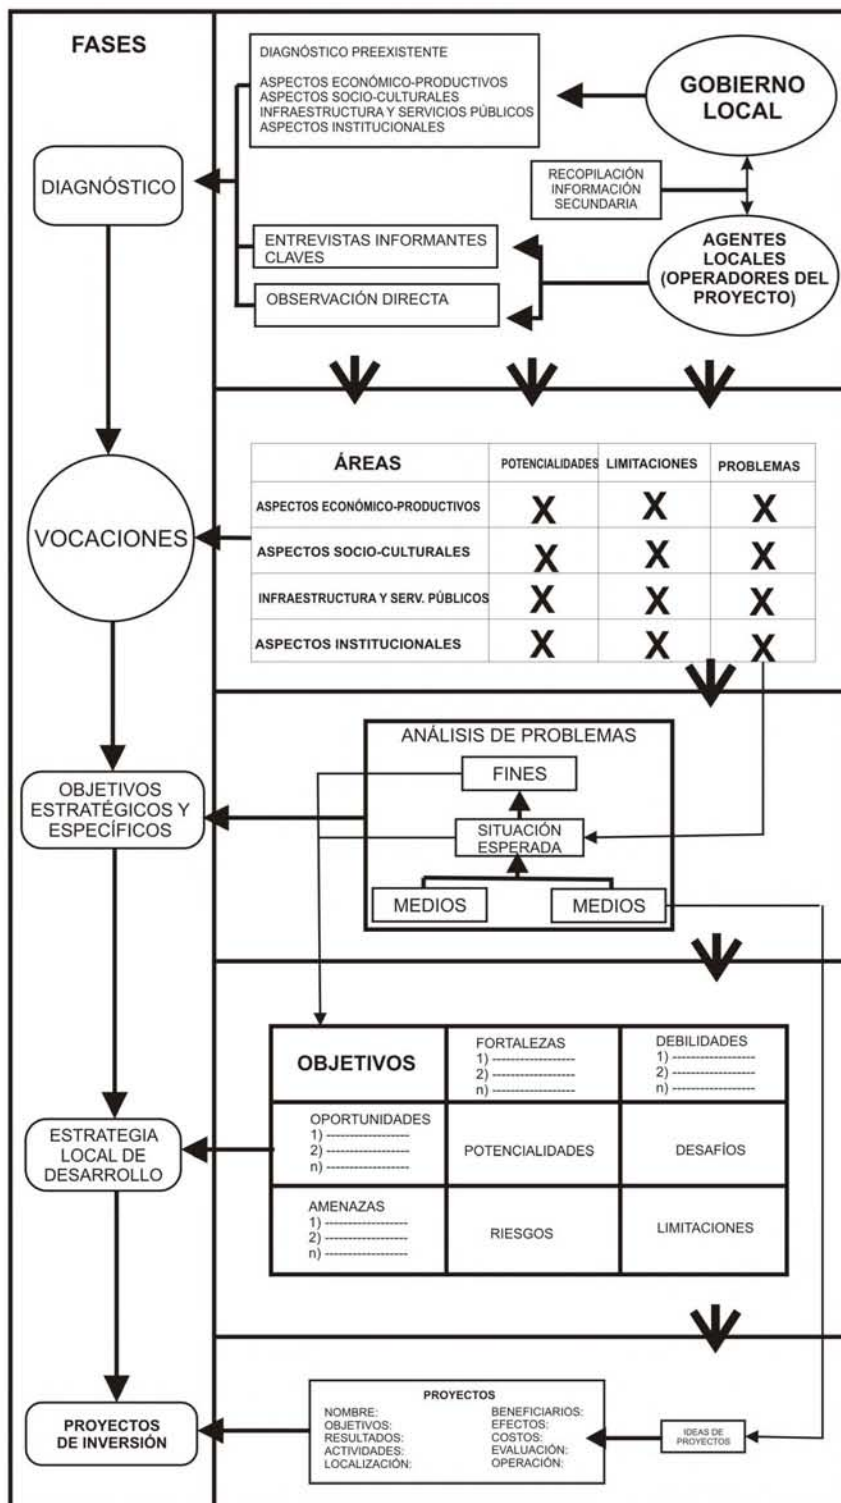 FASES
DIAGNÓSTICO PREEXISTENTE
ASPECTOS ECONÓMICO-PRODUCTIVOS
ASPECTOS SOCIO-CULTURALES
INFRAESTRUCTURA Y SERVICIOS PÚBLICOS
ASPECTOS INSTITUCIONALES
GOBIERNO
LOCAL
DIAGNÓSTICO
RECOPILACIÓN
INFORMACIÓN
SECUNDARIA
ENTREVISTAS INFORMANTES
CLAVES
OBSERVACIÓN DIRECTA
AGENTES
LOCALES
(OPERADORES DEL
PROYECTO)
VOCACIONES
ÁREAS POTENCIALIDADES LIMITACIONES PROBLEMAS
ASPECTOS ECONÓMICO-PRODUCTIVOS X X X
ASPECTOS SOCIO-CULTURALES X X X
INFRAESTRUCTURA Y SERV. PÚBLICOS X X X
ASPECTOS INSTITUCIONALES X X X
OBJETIVOS
ESTRATÉGICOS Y
ESPECÍFICOS
ANÁLISIS DE PROBLEMAS
FINES
SITUACIÓN
ESPERADA
MEDIOS
MEDIOS
ESTRATEGIA
LOCAL DE
DESARROLLO
OBJETIVOS
FORTALEZAS
1) -------------------
2) -------------------
n) -------------------
DEBILIDADES
1) -------------------
2) -------------------
n) -------------------
OPORTUNIDADES
1) -------------------
2) -------------------
n) -------------------
POTENCIALIDADES
DESAFÍOS
AMENAZAS
1) -------------------
2) -------------------
n) -------------------
RIESGOS
LIMITACIONES
PROYECTOS
DE INVERSIÓN
PROYECTOS
NOMBRE:
OBJETIVOS:
RESULTADOS:
ACTIVIDADES:
LOCALIZACIÓN:
BENEFICIARIOS:
EFECTOS:
COSTOS:
EVALUACIÓN:
OPERACIÓN:
IDEAS DE
PROYECTOS